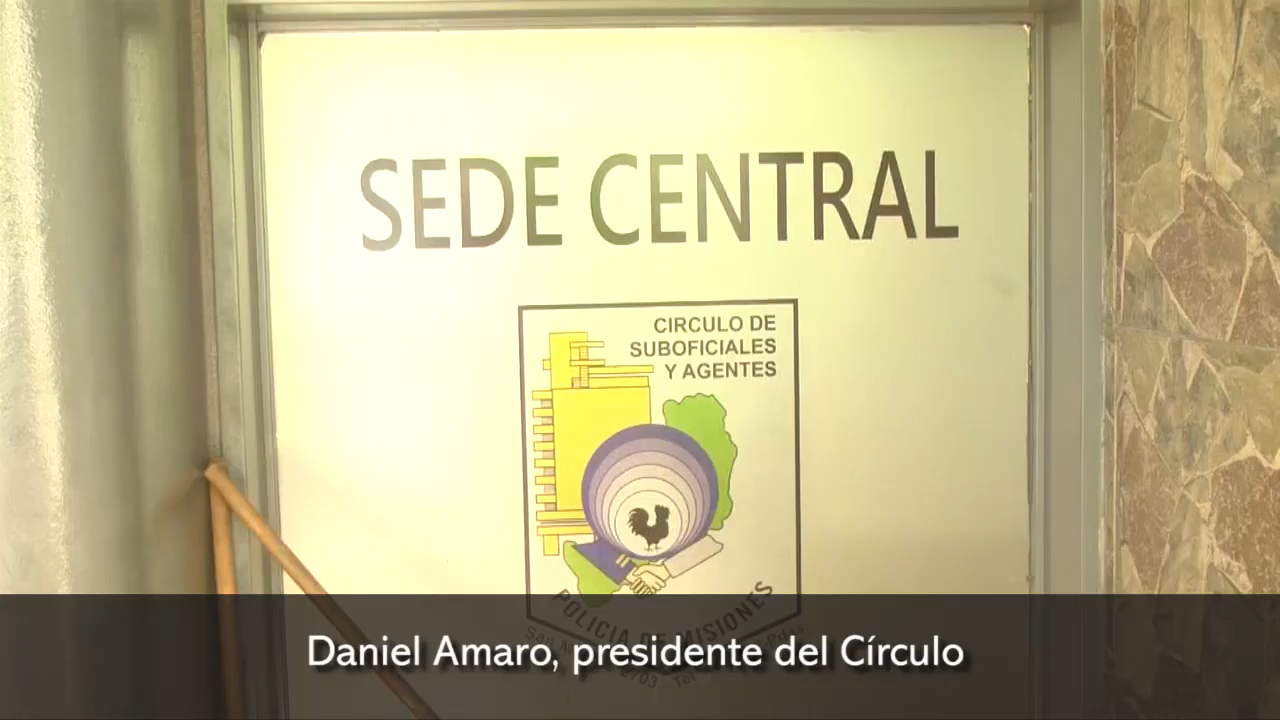 SEDE CENTRAL
CIRCULO DE
SUBOFICIALES
Y AGENTES
POLICIA DE MISIONES
Daniel Amaro, presidente del Círculo